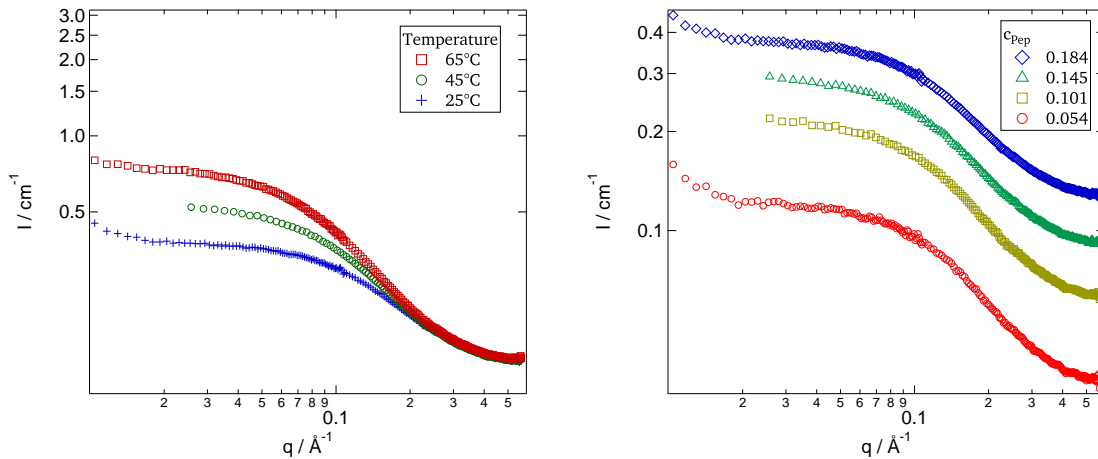 3.0
2.0
1.5
1.0
0.5
I / cm-1
Temperature
65°C
45°C
25°C
2 3 4 5 6 7 8 9 0.1 2 3 4 5
q / Å-1
0.4
0.3
0.2
0.1
I / cm-1
cPep
0.184
0.145
0.101
0.054
2 3 4 5 6 7 8 9 0.1 2 3 4 5
q / Å-1